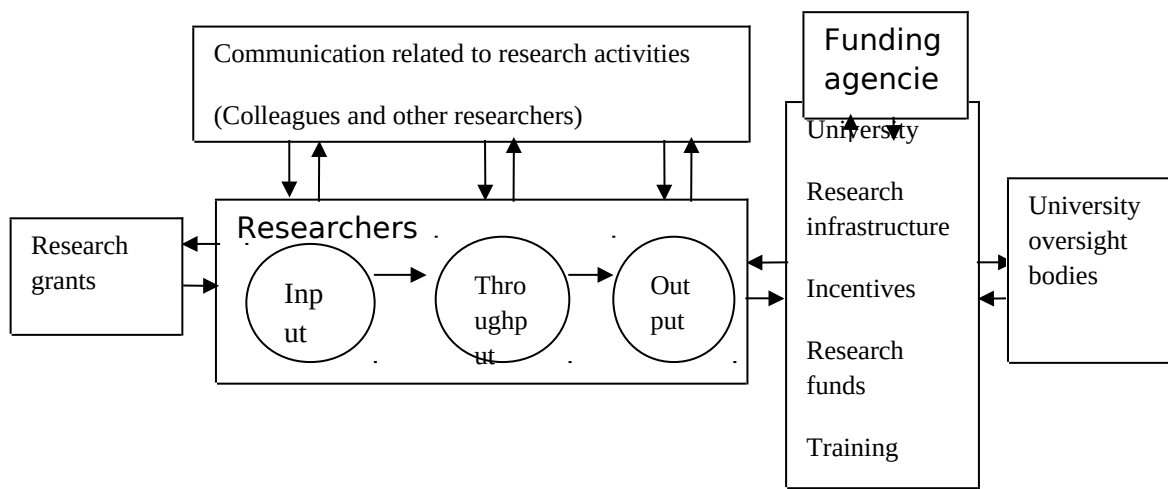 Communication related to research activities
(Colleagues and other researchers)
Funding
agencie
University
Research
infrastructure
Incentives
Research
funds
Training
University
oversight
bodies
Research
grants
Researchers
Inp
ut
Thro
ughp
ut
Out
put